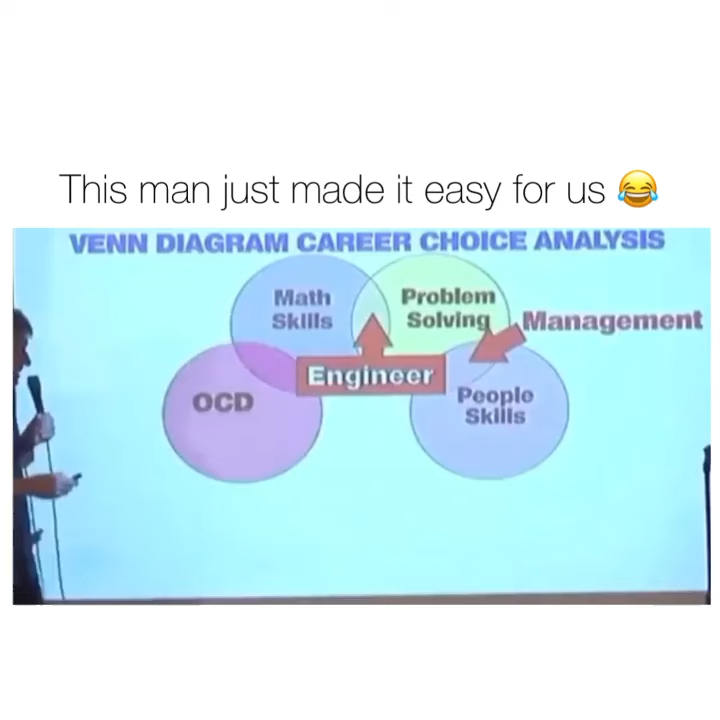 This man just made it easy for us 😂
VENN DIAGRAM CAREER CHOICE ANALYSIS
Math
Skills
Problem
Solving
Management
Engineer
OCD
People
Skills